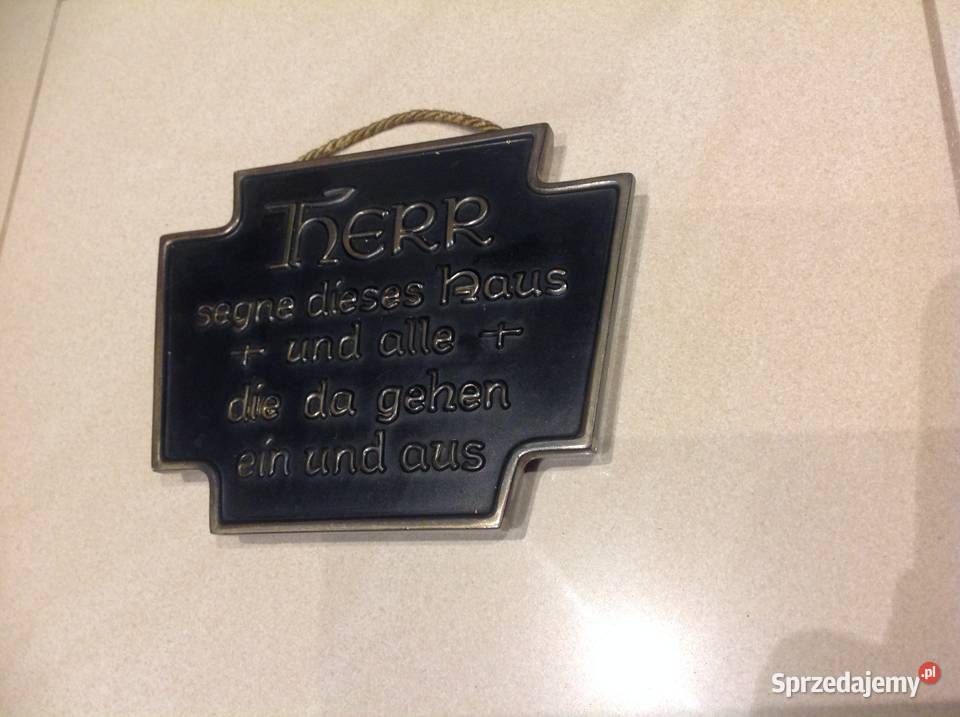 HERR
segne dieses Haus
+ und alle +
die da gehen
ein und aus
Sprzedajemy.pl